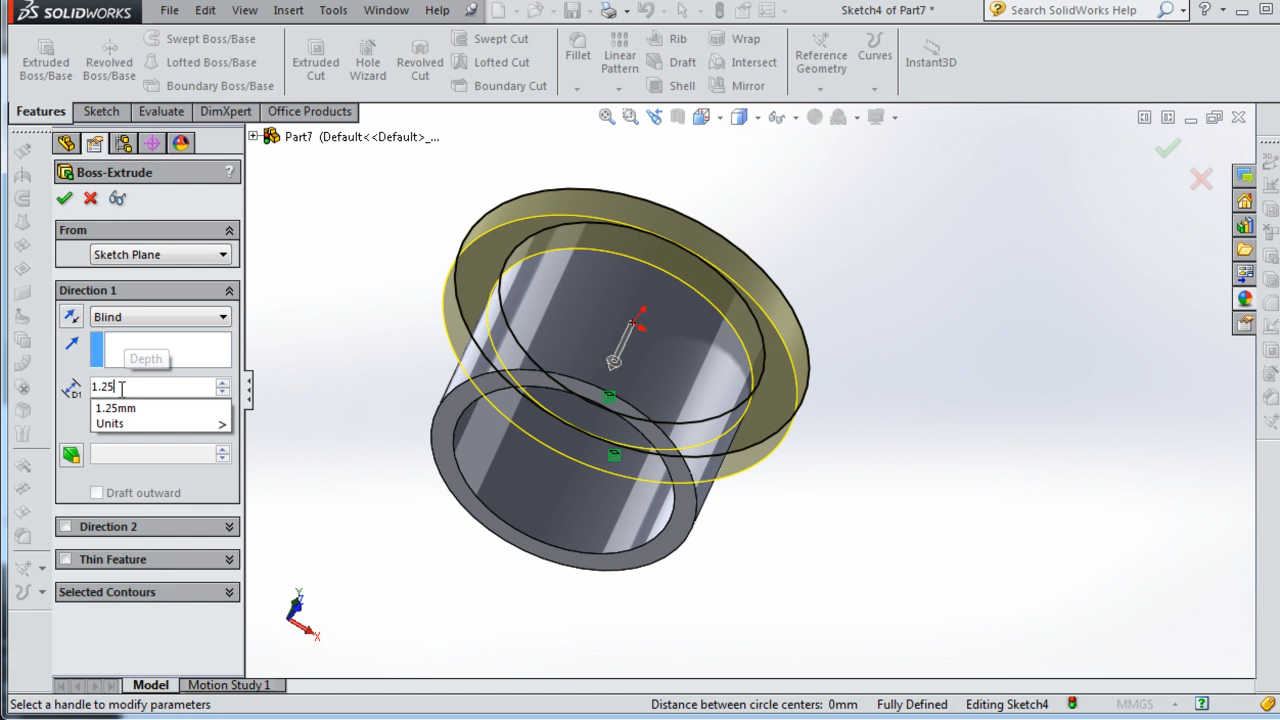 SOLIDWORKS File Edit View Insert Tools Window Help Sketch4 of Part7 * Search SolidWorks Help
Extruded Boss/Base
Revolved Boss/Base
Swept Boss/Base
Lofted Boss/Base
Boundary Boss/Base
Extruded Cut
Hole Wizard
Revolved Cut
Swept Cut
Lofted Cut
Boundary Cut
Fillet
Linear Pattern
Rib
Draft
Shell
Wrap
Intersect
Mirror
Reference Geometry
Curves
Instant3D
Features Sketch Evaluate DimXpert Office Products
Part7 (Default<<Default>_...
Boss-Extrude ?
From
Sketch Plane
Direction 1
Blind
Depth
D1 1.25
1.25mm
Units >
Draft outward
Direction 2
Thin Feature
Selected Contours
Y
Z
X
Model Motion Study 1
Select a handle to modify parameters Distance between circle centers: 0mm Fully Defined Editing Sketch4 MMGS ?